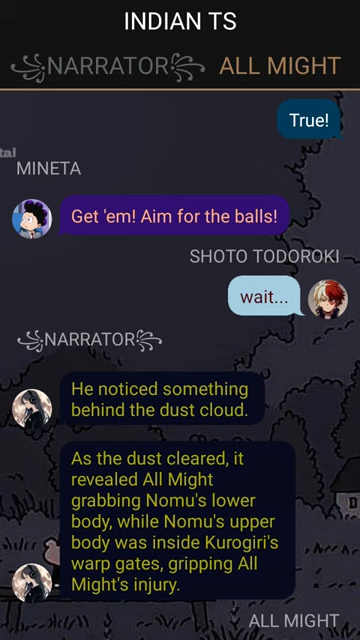 INDIAN TS
꧁NARRATOR꧂ ALL MIGHT
True!
tal
MINETA
Get 'em! Aim for the balls!
SHOTO TODOROKI
wait...
꧁NARRATOR꧂
He noticed something
behind the dust cloud.
As the dust cleared, it
revealed All Might
grabbing Nomu's lower
body, while Nomu's upper
body was inside Kurogiri's
warp gates, gripping All
Might's injury.
ALL MIGHT